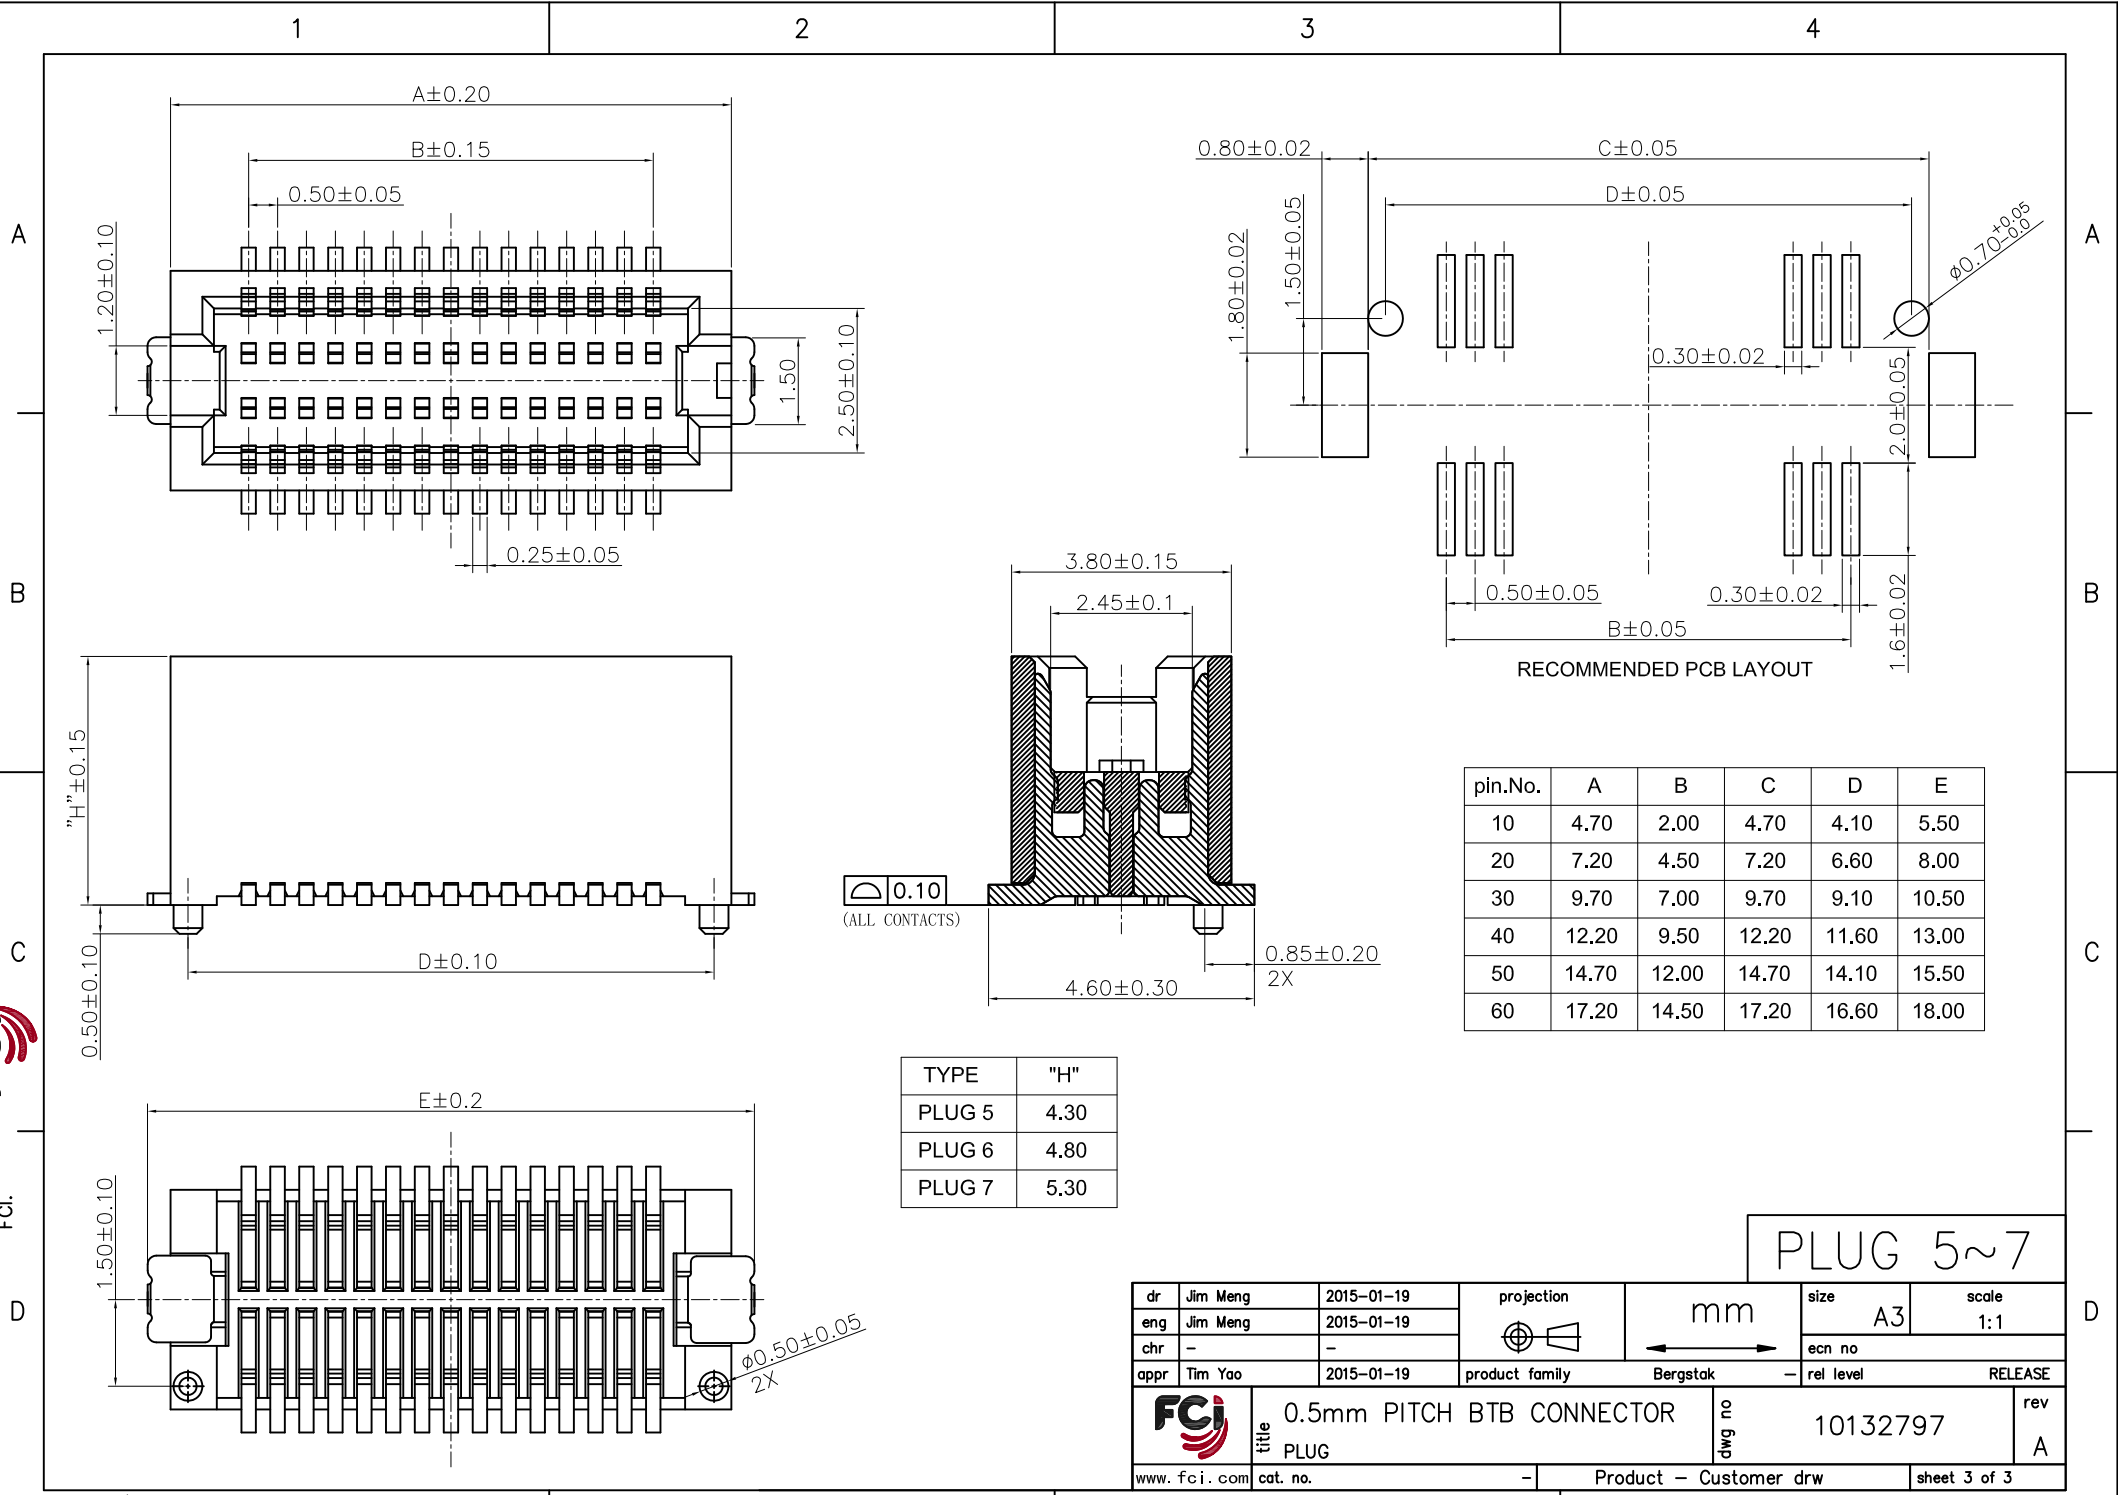 1 2 3 4
A
B
C
D
A
B
C
D
A±0.20
B±0.15
0.50±0.05
1.20±0.10
1.50
2.50±0.10
0.25±0.05
0.80±0.02
C±0.05
D±0.05
1.80±0.02
1.50±0.05
ø0.70+0.05 -0.0
0.30±0.02
2.0±0.05
0.50±0.05
0.30±0.02
1.6±0.02
B±0.05
RECOMMENDED PCB LAYOUT
"H"±0.15
0.50±0.10
D±0.10
3.80±0.15
2.45±0.1
⌓ 0.10
(ALL CONTACTS)
0.85±0.20
2X
4.60±0.30
pin.No. A B C D E
10 4.70 2.00 4.70 4.10 5.50
20 7.20 4.50 7.20 6.60 8.00
30 9.70 7.00 9.70 9.10 10.50
40 12.20 9.50 12.20 11.60 13.00
50 14.70 12.00 14.70 14.10 15.50
60 17.20 14.50 17.20 16.60 18.00
TYPE "H"
PLUG 5 4.30
PLUG 6 4.80
PLUG 7 5.30
E±0.2
1.50±0.10
ø0.50±0.05
2X
FCI.
PLUG 5~7
dr Jim Meng 2015-01-19 projection mm size A3 scale 1:1
eng Jim Meng 2015-01-19
chr - - ecn no
appr Tim Yao 2015-01-19 product family Bergstak - rel level RELEASE
FCi
title 0.5mm PITCH BTB CONNECTOR
PLUG
dwg no 10132797
rev A
www.fci.com cat. no. - Product - Customer drw sheet 3 of 3